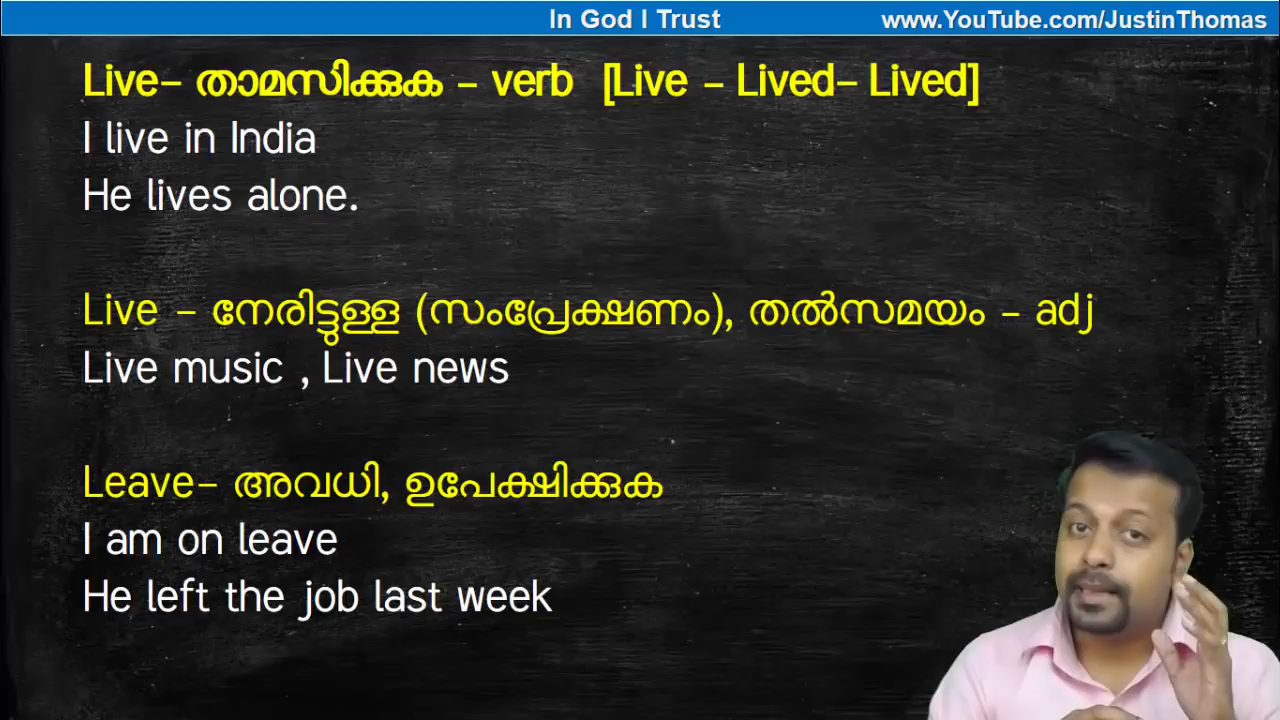 In God I Trust www.YouTube.com/JustinThomas
Live– താമസിക്കുക – verb [Live – Lived– Lived]
I live in India
He lives alone.
Live – നേരിട്ടുള്ള (സംപ്രേക്ഷണം), തൽസമയം – adj
Live music , Live news
Leave– അവധി, ഉപേക്ഷിക്കുക
I am on leave
He left the job last week